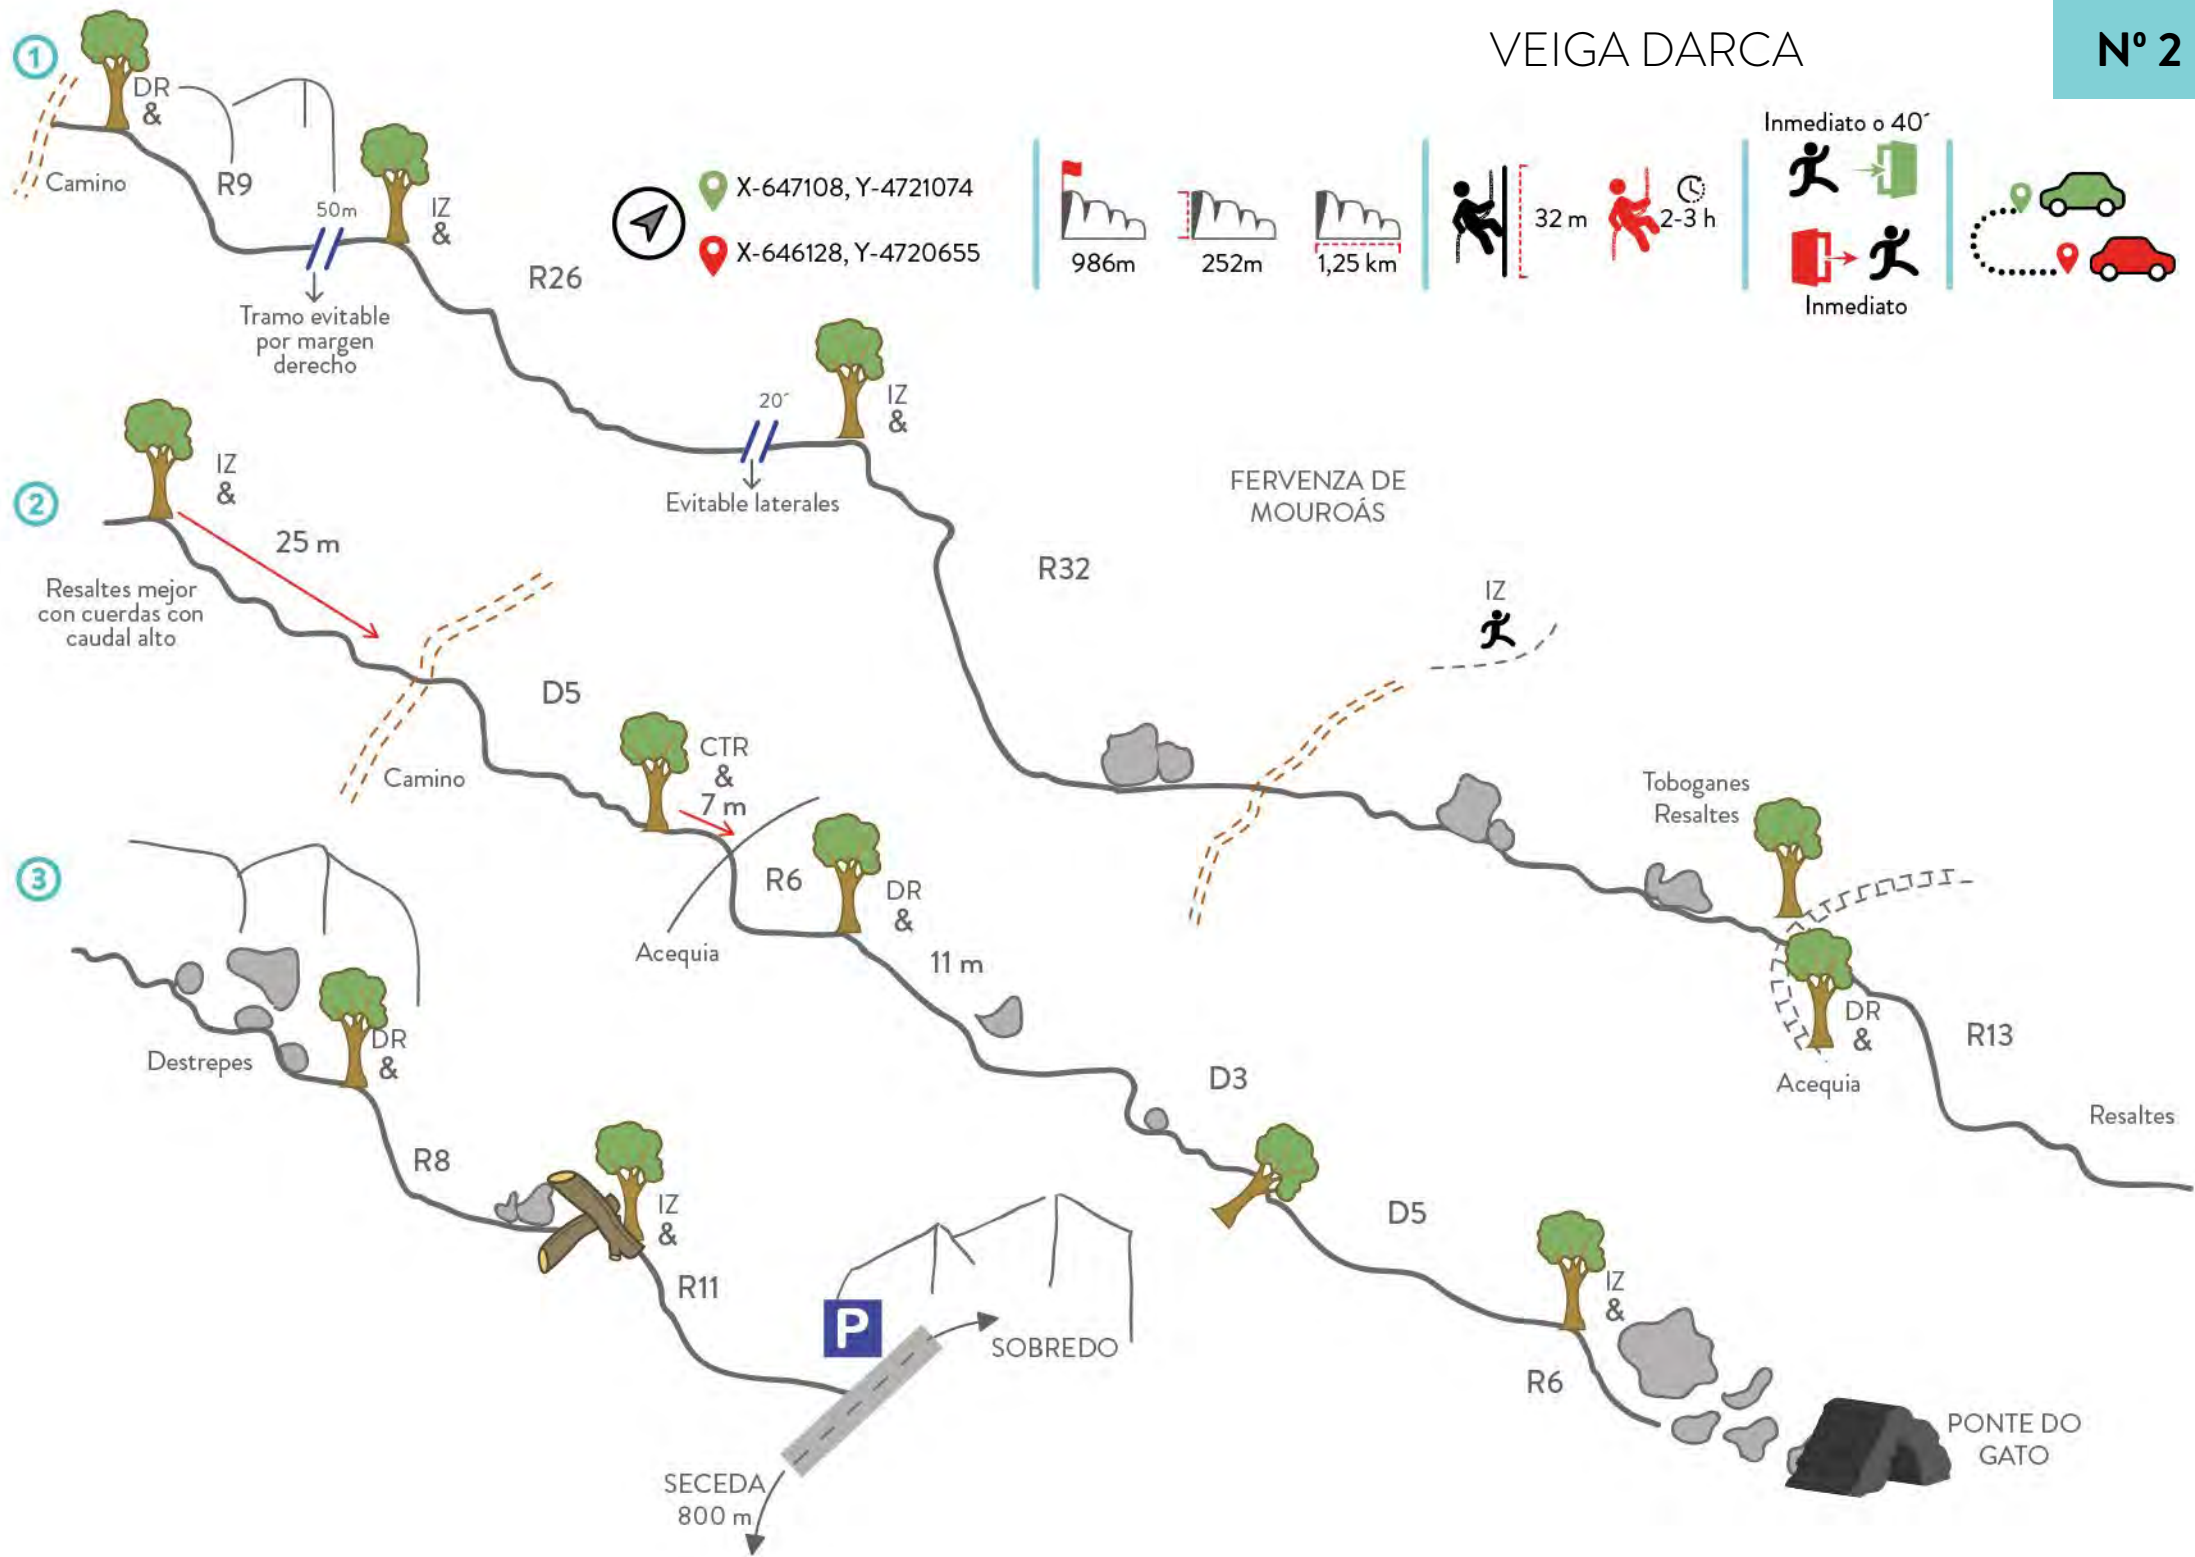 VEIGA DARCA
Nº 2
X-647108, Y-4721074
X-646128, Y-4720655
986m
252m
1,25 km
32 m
2-3 h
Inmediato o 40´
Inmediato
1
DR
&
Camino
R9
50m
Tramo evitable
por margen
derecho
IZ
&
R26
20´
Evitable laterales
IZ
&
R32
FERVENZA DE
MOUROÁS
IZ
Toboganes
Resaltes
DR
&
Acequia
R13
Resaltes
2
IZ
&
25 m
Resaltes mejor
con cuerdas con
caudal alto
Camino
D5
CTR
&
7 m
Acequia
R6
DR
&
11 m
D3
D5
IZ
&
R6
PONTE DO
GATO
3
Destrepes
DR
&
R8
IZ
&
R11
P
SOBREDO
SECEDA
800 m